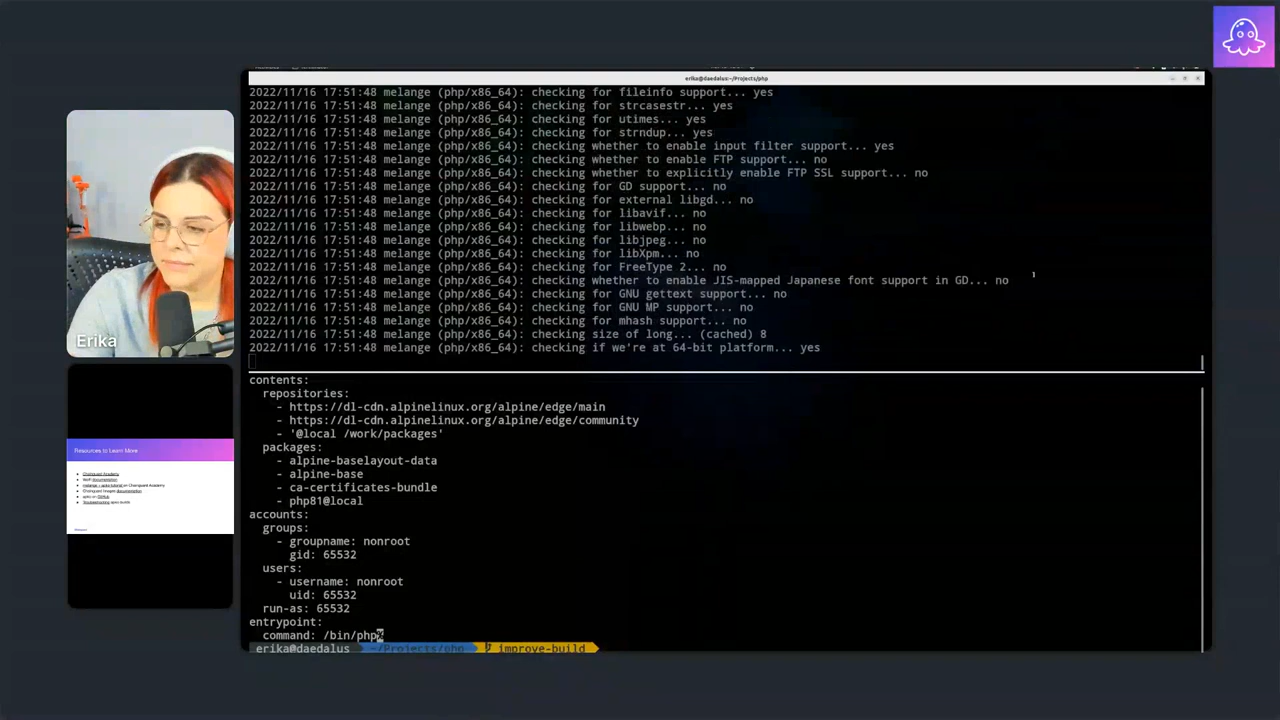 erika@daedalus:~/Projects/php
2022/11/16 17:51:48 melange (php/x86_64): checking for fileinfo support... yes
2022/11/16 17:51:48 melange (php/x86_64): checking for strcasestr... yes
2022/11/16 17:51:48 melange (php/x86_64): checking for utimes... yes
2022/11/16 17:51:48 melange (php/x86_64): checking for strndup... yes
2022/11/16 17:51:48 melange (php/x86_64): checking whether to enable input filter support... yes
2022/11/16 17:51:48 melange (php/x86_64): checking whether to enable FTP support... no
2022/11/16 17:51:48 melange (php/x86_64): checking whether to explicitly enable FTP SSL support... no
2022/11/16 17:51:48 melange (php/x86_64): checking for GD support... no
2022/11/16 17:51:48 melange (php/x86_64): checking for external libgd... no
2022/11/16 17:51:48 melange (php/x86_64): checking for libavif... no
2022/11/16 17:51:48 melange (php/x86_64): checking for libwebp... no
2022/11/16 17:51:48 melange (php/x86_64): checking for libjpeg... no
2022/11/16 17:51:48 melange (php/x86_64): checking for libXpm... no
2022/11/16 17:51:48 melange (php/x86_64): checking for FreeType 2... no
2022/11/16 17:51:48 melange (php/x86_64): checking whether to enable JIS-mapped Japanese font support in GD... no
2022/11/16 17:51:48 melange (php/x86_64): checking for GNU gettext support... no
2022/11/16 17:51:48 melange (php/x86_64): checking for GNU MP support... no
2022/11/16 17:51:48 melange (php/x86_64): checking for mhash support... no
2022/11/16 17:51:48 melange (php/x86_64): checking size of long... (cached) 8
2022/11/16 17:51:48 melange (php/x86_64): checking if we're at 64-bit platform... yes
contents:
repositories:
- https://dl-cdn.alpinelinux.org/alpine/edge/main
- https://dl-cdn.alpinelinux.org/alpine/edge/community
- '@local /work/packages'
packages:
- alpine-baselayout-data
- alpine-base
- ca-certificates-bundle
- php81@local
accounts:
groups:
- groupname: nonroot
gid: 65532
users:
- username: nonroot
uid: 65532
run-as: 65532
entrypoint:
command: /bin/php%
erika@daedalus ~/Projects/php improve-build
Erika
Resources to Learn More
Chainguard Academy